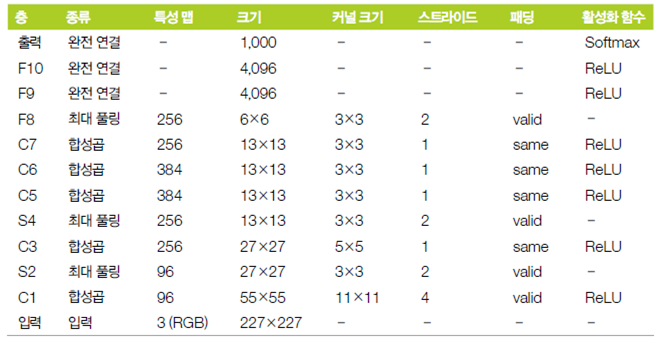 층 종류 특성 맵 크기 커널 크기 스트라이드 패딩 활성화 함수
출력 완전 연결 – 1,000 – – – Softmax
F10 완전 연결 – 4,096 – – – ReLU
F9 완전 연결 – 4,096 – – – ReLU
F8 최대 풀링 256 6×6 3×3 2 valid –
C7 합성곱 256 13×13 3×3 1 same ReLU
C6 합성곱 384 13×13 3×3 1 same ReLU
C5 합성곱 384 13×13 3×3 1 same ReLU
S4 최대 풀링 256 13×13 3×3 2 valid –
C3 합성곱 256 27×27 5×5 1 same ReLU
S2 최대 풀링 96 27×27 3×3 2 valid –
C1 합성곱 96 55×55 11×11 4 valid ReLU
입력 입력 3 (RGB) 227×227 – – – –